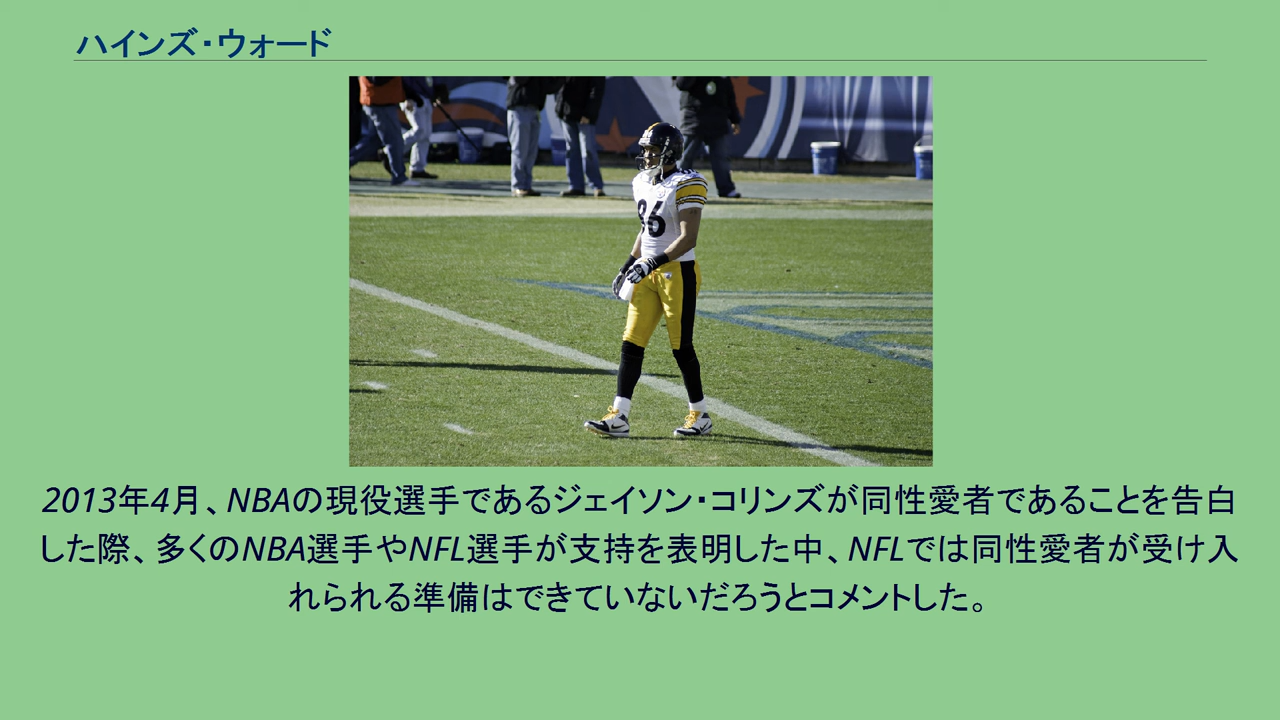 ハインズ・ウォード
86
2013年4月、NBAの現役選手であるジェイソン・コリンズが同性愛者であることを告白
した際、多くのNBA選手やNFL選手が支持を表明した中、NFLでは同性愛者が受け入
れられる準備はできていないだろうとコメントした。